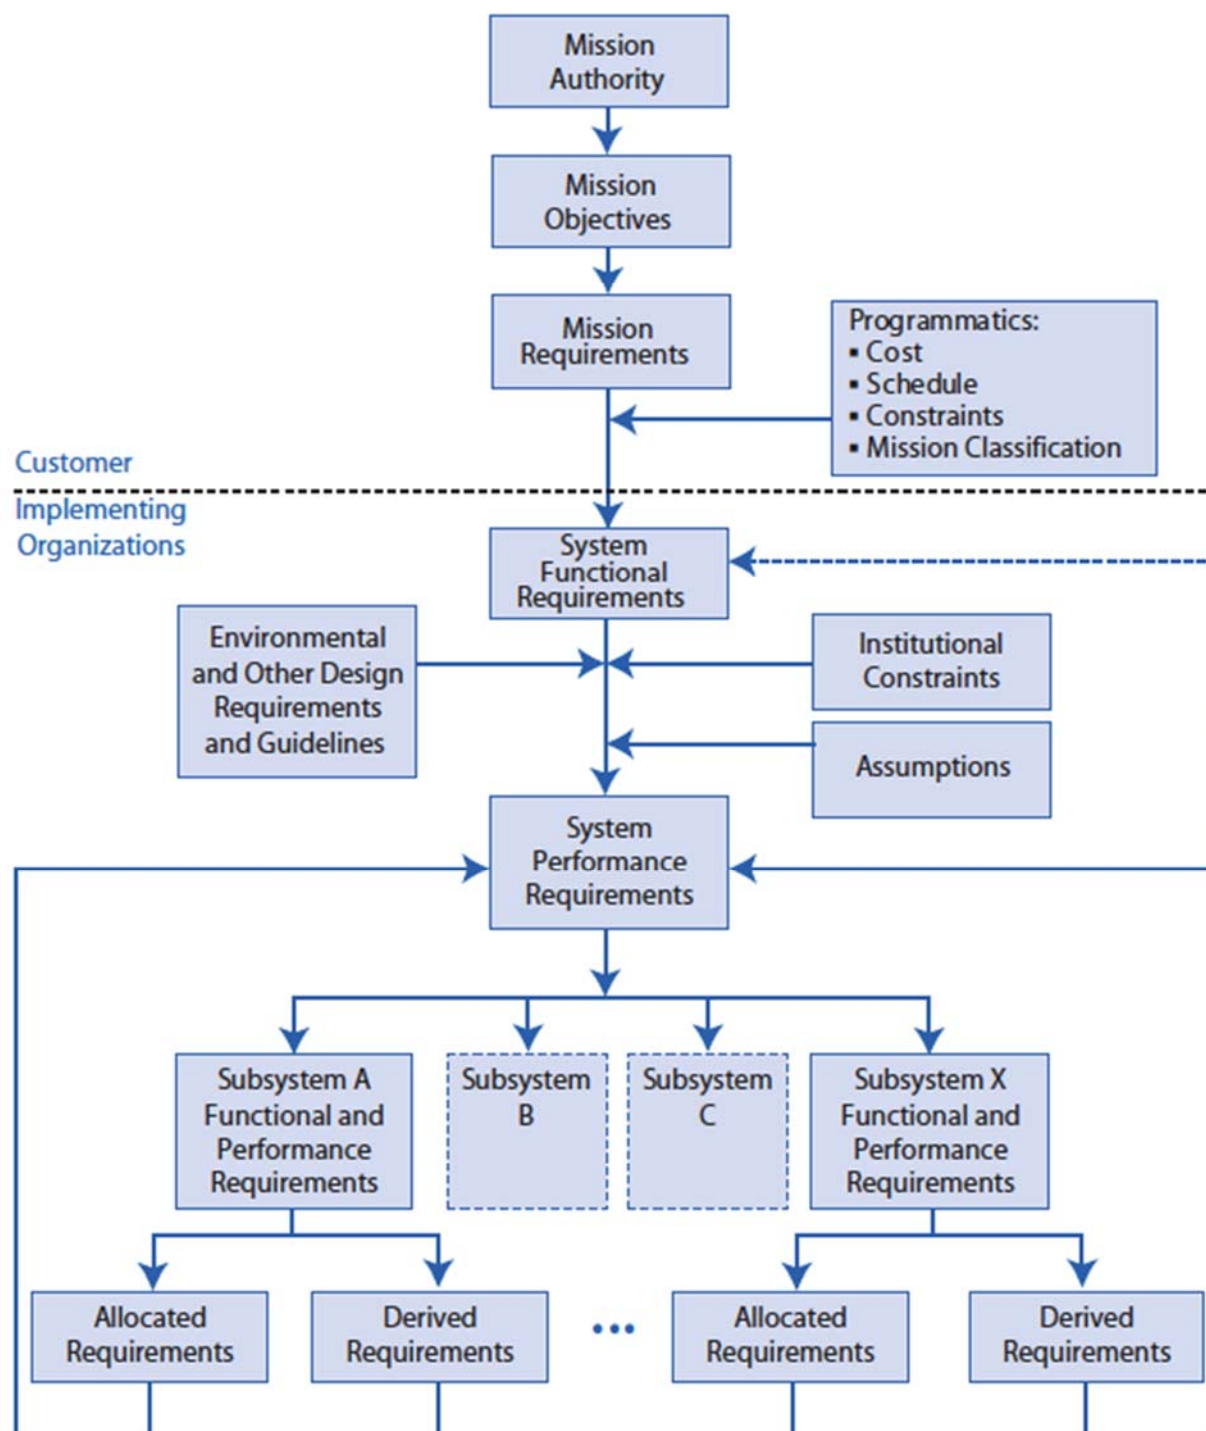 Mission
Authority
Mission
Objectives
Mission
Requirements
Programmatics:
▪ Cost
▪ Schedule
▪ Constraints
▪ Mission Classification
Customer
Implementing
Organizations
System
Functional
Requirements
Environmental
and Other Design
Requirements
and Guidelines
Institutional
Constraints
Assumptions
System
Performance
Requirements
Subsystem A
Functional and
Performance
Requirements
Subsystem
B
Subsystem
C
Subsystem X
Functional and
Performance
Requirements
Allocated
Requirements
Derived
Requirements
•••
Allocated
Requirements
Derived
Requirements